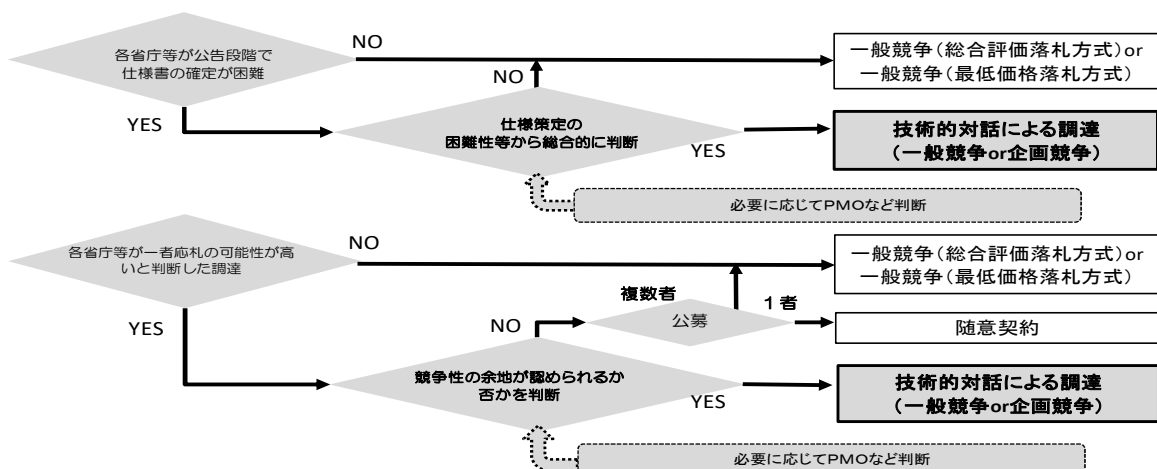 各省庁等が公告段階で
仕様書の確定が困難
NO
一般競争(総合評価落札方式)or
一般競争(最低価格落札方式)
NO
YES
仕様策定の
困難性等から総合的に判断
YES
技術的対話による調達
(一般競争or企画競争)
必要に応じてPMOなど判断
各省庁等が一者応札の可能性が高
いと判断した調達
NO
一般競争(総合評価落札方式)or
一般競争(最低価格落札方式)
複数者
1者
YES
NO
公募
随意契約
競争性の余地が認められるか
否かを判断
YES
技術的対話による調達
(一般競争or企画競争)
必要に応じてPMOなど判断